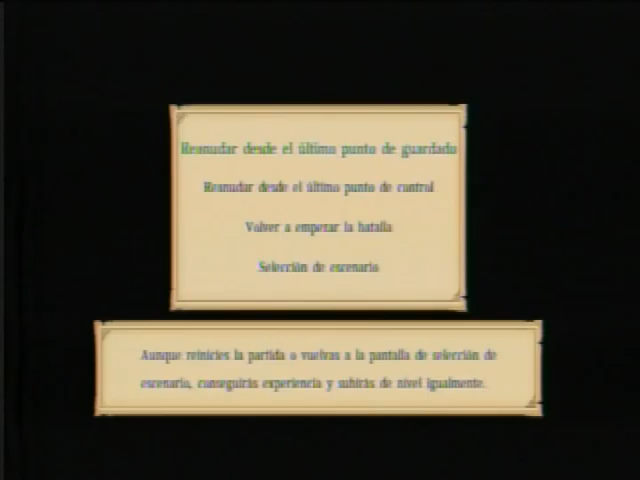 Reanudar desde el último punto de guardado
Reanudar desde el último punto de control
Volver a empezar la batalla
Selección de escenario
Aunque reinicies la partida o vuelvas a la pantalla de selección de
escenario, conseguirás experiencia y subirás de nivel igualmente.